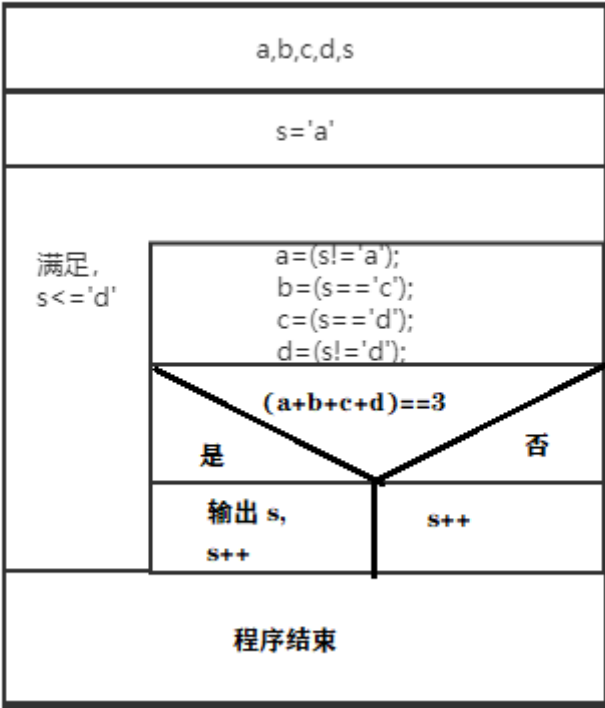 a,b,c,d,s
s='a'
满足，
s<='d'
a=(s!='a');
b=(s=='c');
c=(s=='d');
d=(s!='d');
(a+b+c+d)==3
是
否
输出 s,
s++
s++
程序结束